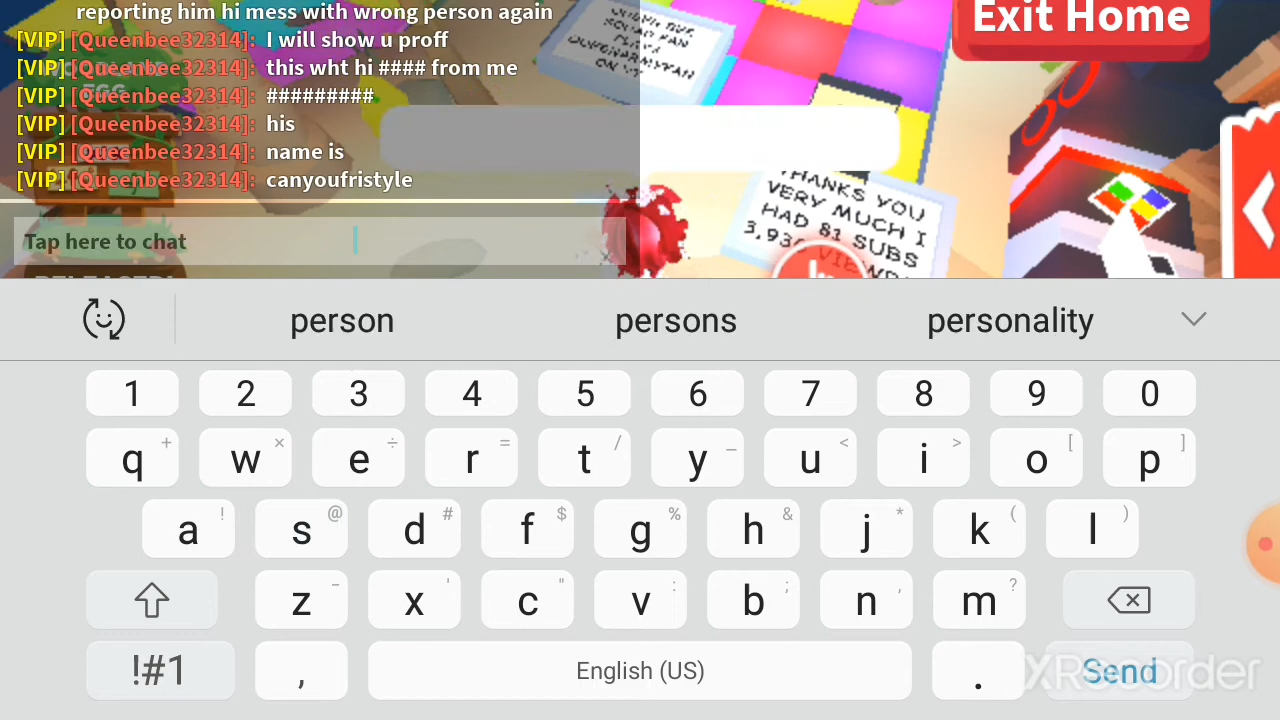 reporting him hi mess with wrong person again
Exit Home
[VIP] [Queenbee32314]: I will show u proff
[VIP] [Queenbee32314]: this wht hi #### from me
[VIP] [Queenbee32314]: #########
[VIP] [Queenbee32314]: his
[VIP] [Queenbee32314]: name is
[VIP] [Queenbee32314]: canyoufristyle
EGG
THANKS YOU
VERY MUCH I
HAD 81 SUBS
Tap here to chat
person persons personality
1 2 3 4 5 6 7 8 9 0
q + w × e ÷ r = t / y _ u < i > o [ p ]
a ! s @ d # f $ g % h & j * k ( l )
z - x ' c " v : b ; n , m ?
!#1 , English (US) . Send
XRecorder